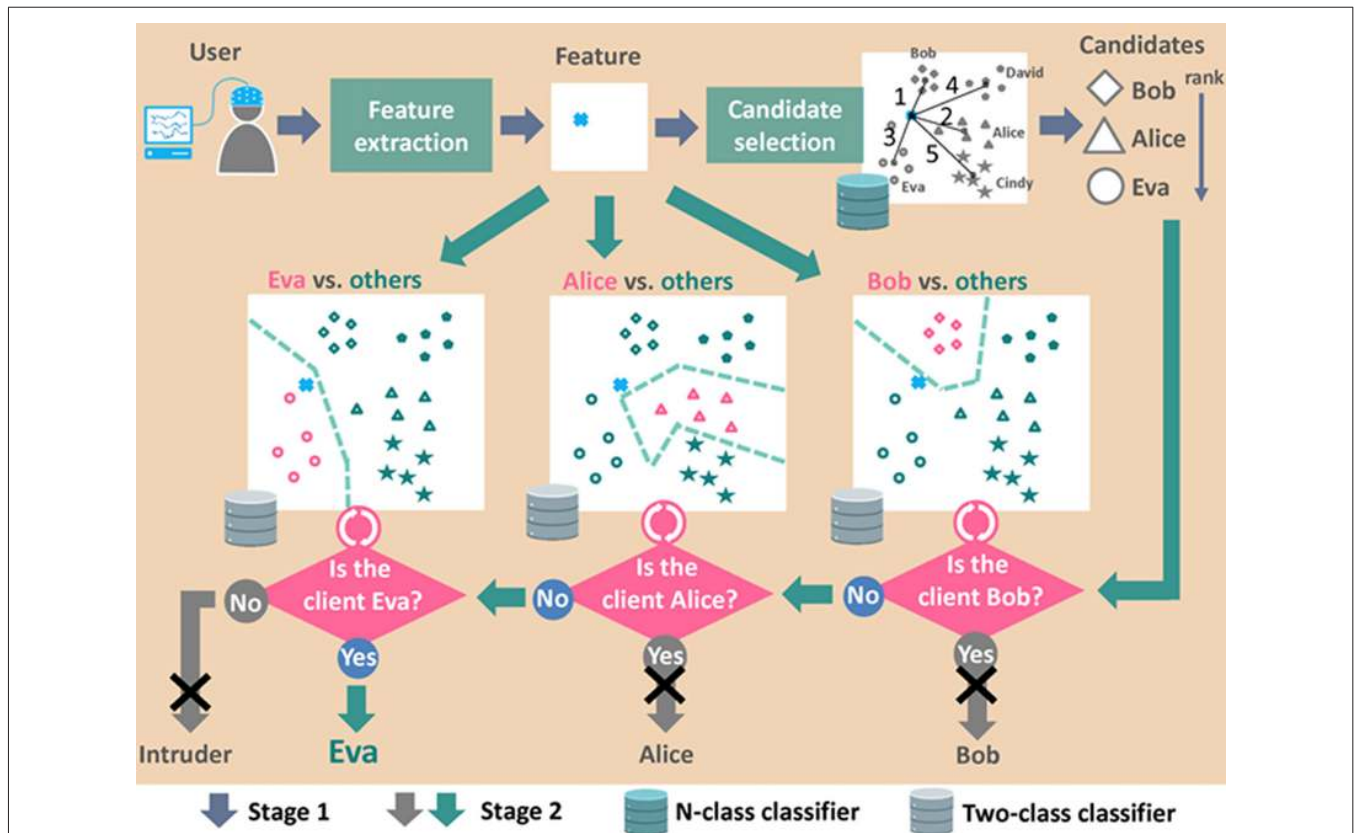 User
Feature
extraction
Feature
Candidate
selection
Bob
David
Alice
Cindy
Eva
1
4
2
3
5
Candidates
rank
Bob
Alice
Eva
Eva vs. others
Alice vs. others
Bob vs. others
Is the
client Eva?
Is the
client Alice?
Is the
client Bob?
No
No
No
Yes
Yes
Yes
Intruder
Eva
Alice
Bob
Stage 1
Stage 2
N-class classifier
Two-class classifier